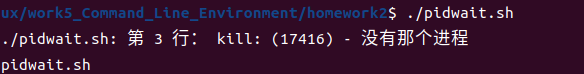 ux/work5_Command_Line_Environment/homework2$ ./pidwait.sh
./pidwait.sh: 第 3 行： kill: (17416) - 没有那个进程
pidwait.sh